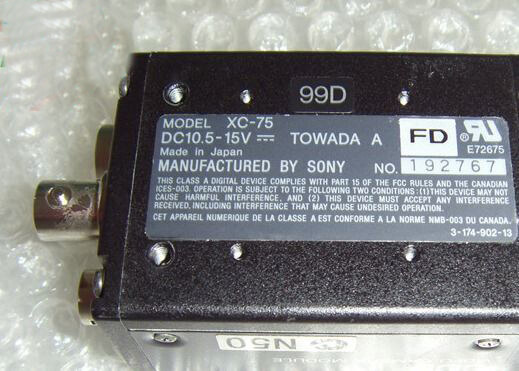 99D
MODEL XC-75
DC10.5-15V TOWADA A FD ® UR
Made in Japan E72675
MANUFACTURED BY SONY NO. 192767
THIS CLASS A DIGITAL DEVICE COMPLIES WITH PART 15 OF THE FCC RULES AND THE CANADIAN
ICES-003. OPERATION IS SUBJECT TO THE FOLLOWING TWO CONDITIONS: (1) THIS DEVICE MAY NOT
CAUSE HARMFUL INTERFERENCE, AND (2) THIS DEVICE MUST ACCEPT ANY INTERFERENCE
RECEIVED, INCLUDING INTERFERENCE THAT MAY CAUSE UNDESIRED OPERATION.
CET APPAREIL NUMERIQUE DE LA CLASSE A EST CONFORME A LA NORME NMB-003 DU CANADA.
3-174-902-13
N50